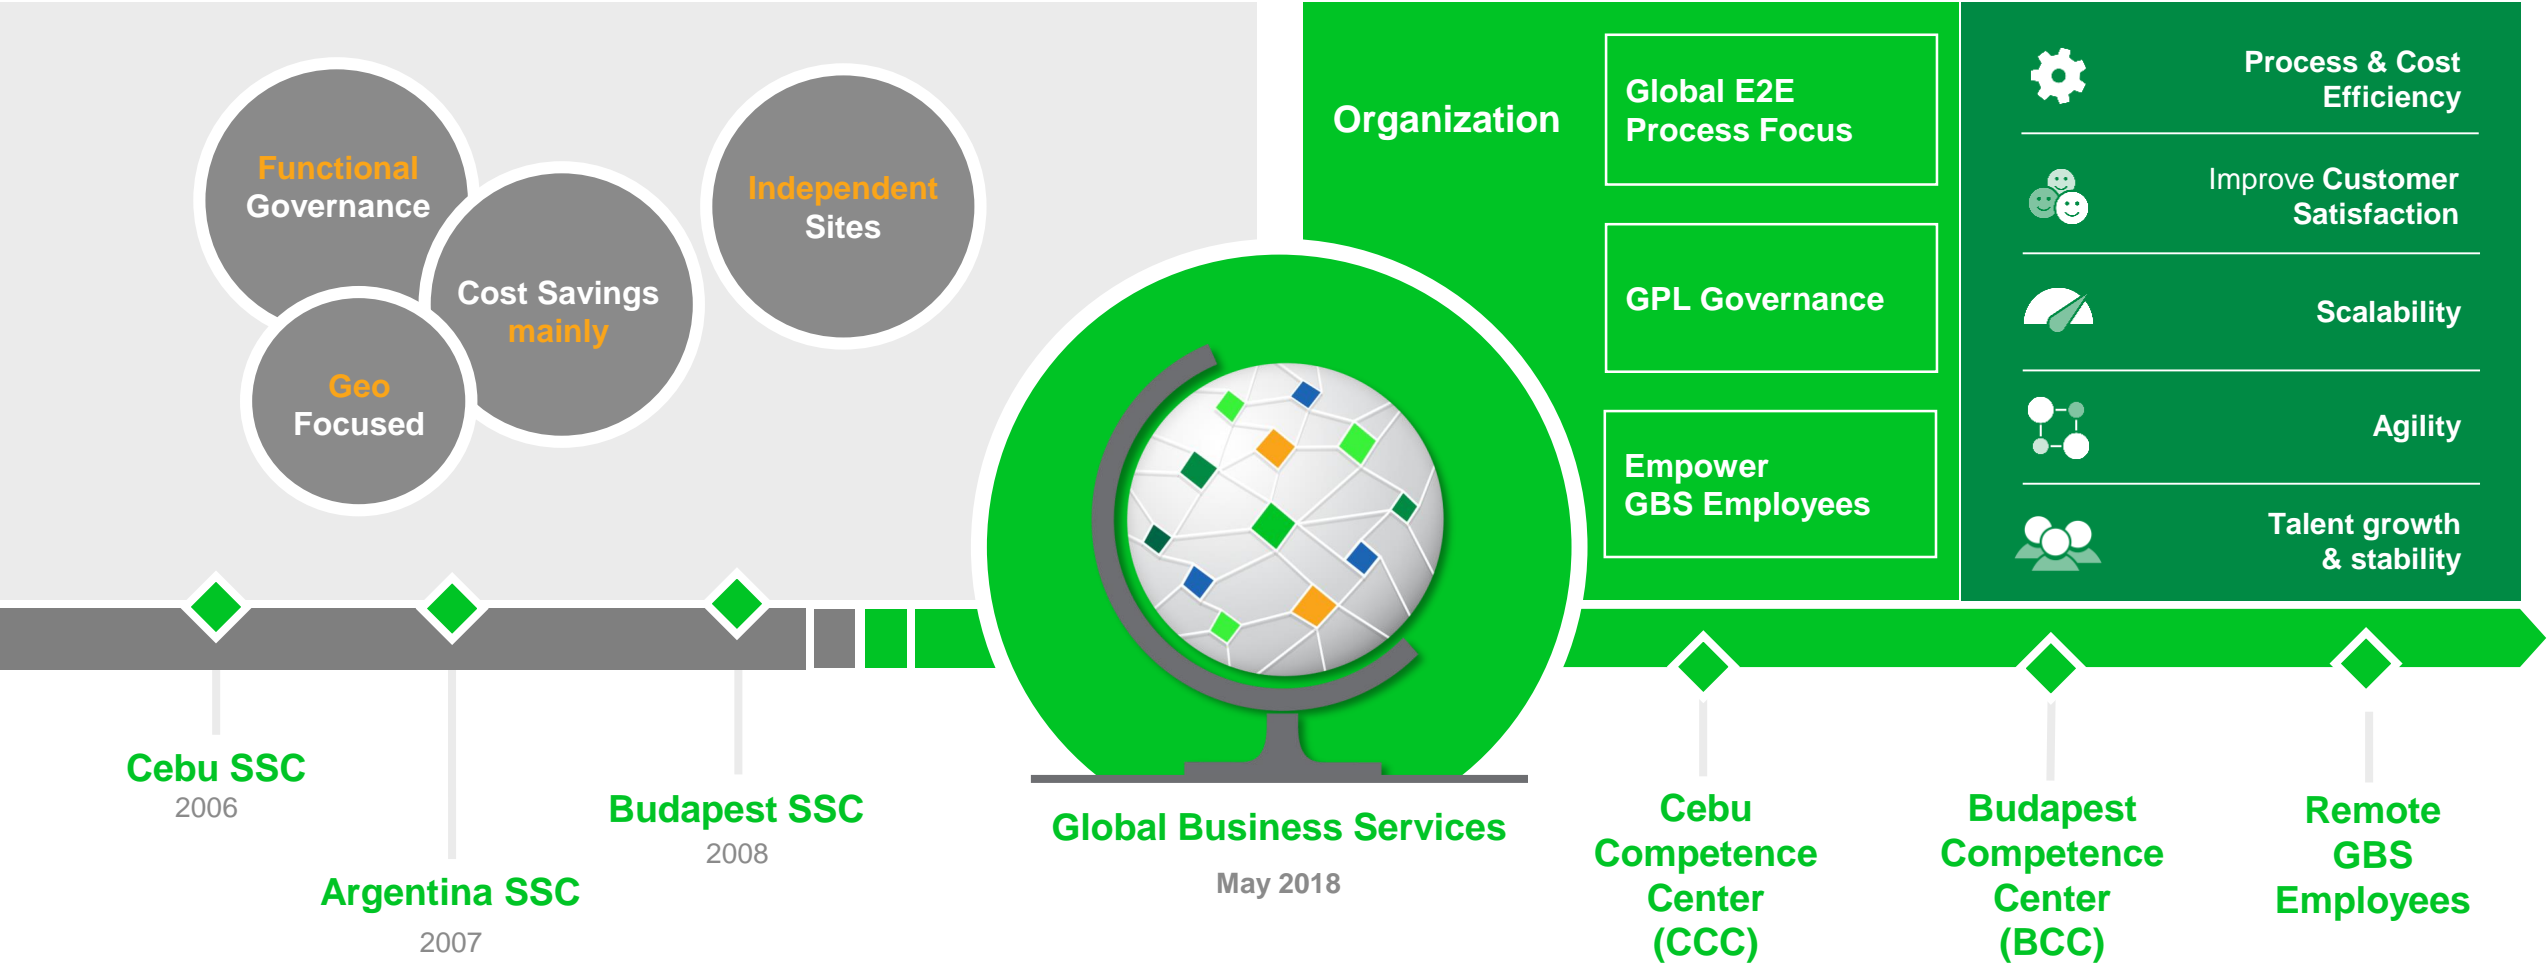 Functional
Governance
Cost Savings
mainly
Geo
Focused
Independent
Sites
Organization
Global E2E
Process Focus
GPL Governance
Empower
GBS Employees
Process & Cost
Efficiency
Improve Customer
Satisfaction
Scalability
Agility
Talent growth
& stability
Cebu SSC
2006
Argentina SSC
2007
Budapest SSC
2008
Global Business Services
May 2018
Cebu
Competence
Center
(CCC)
Budapest
Competence
Center
(BCC)
Remote
GBS
Employees